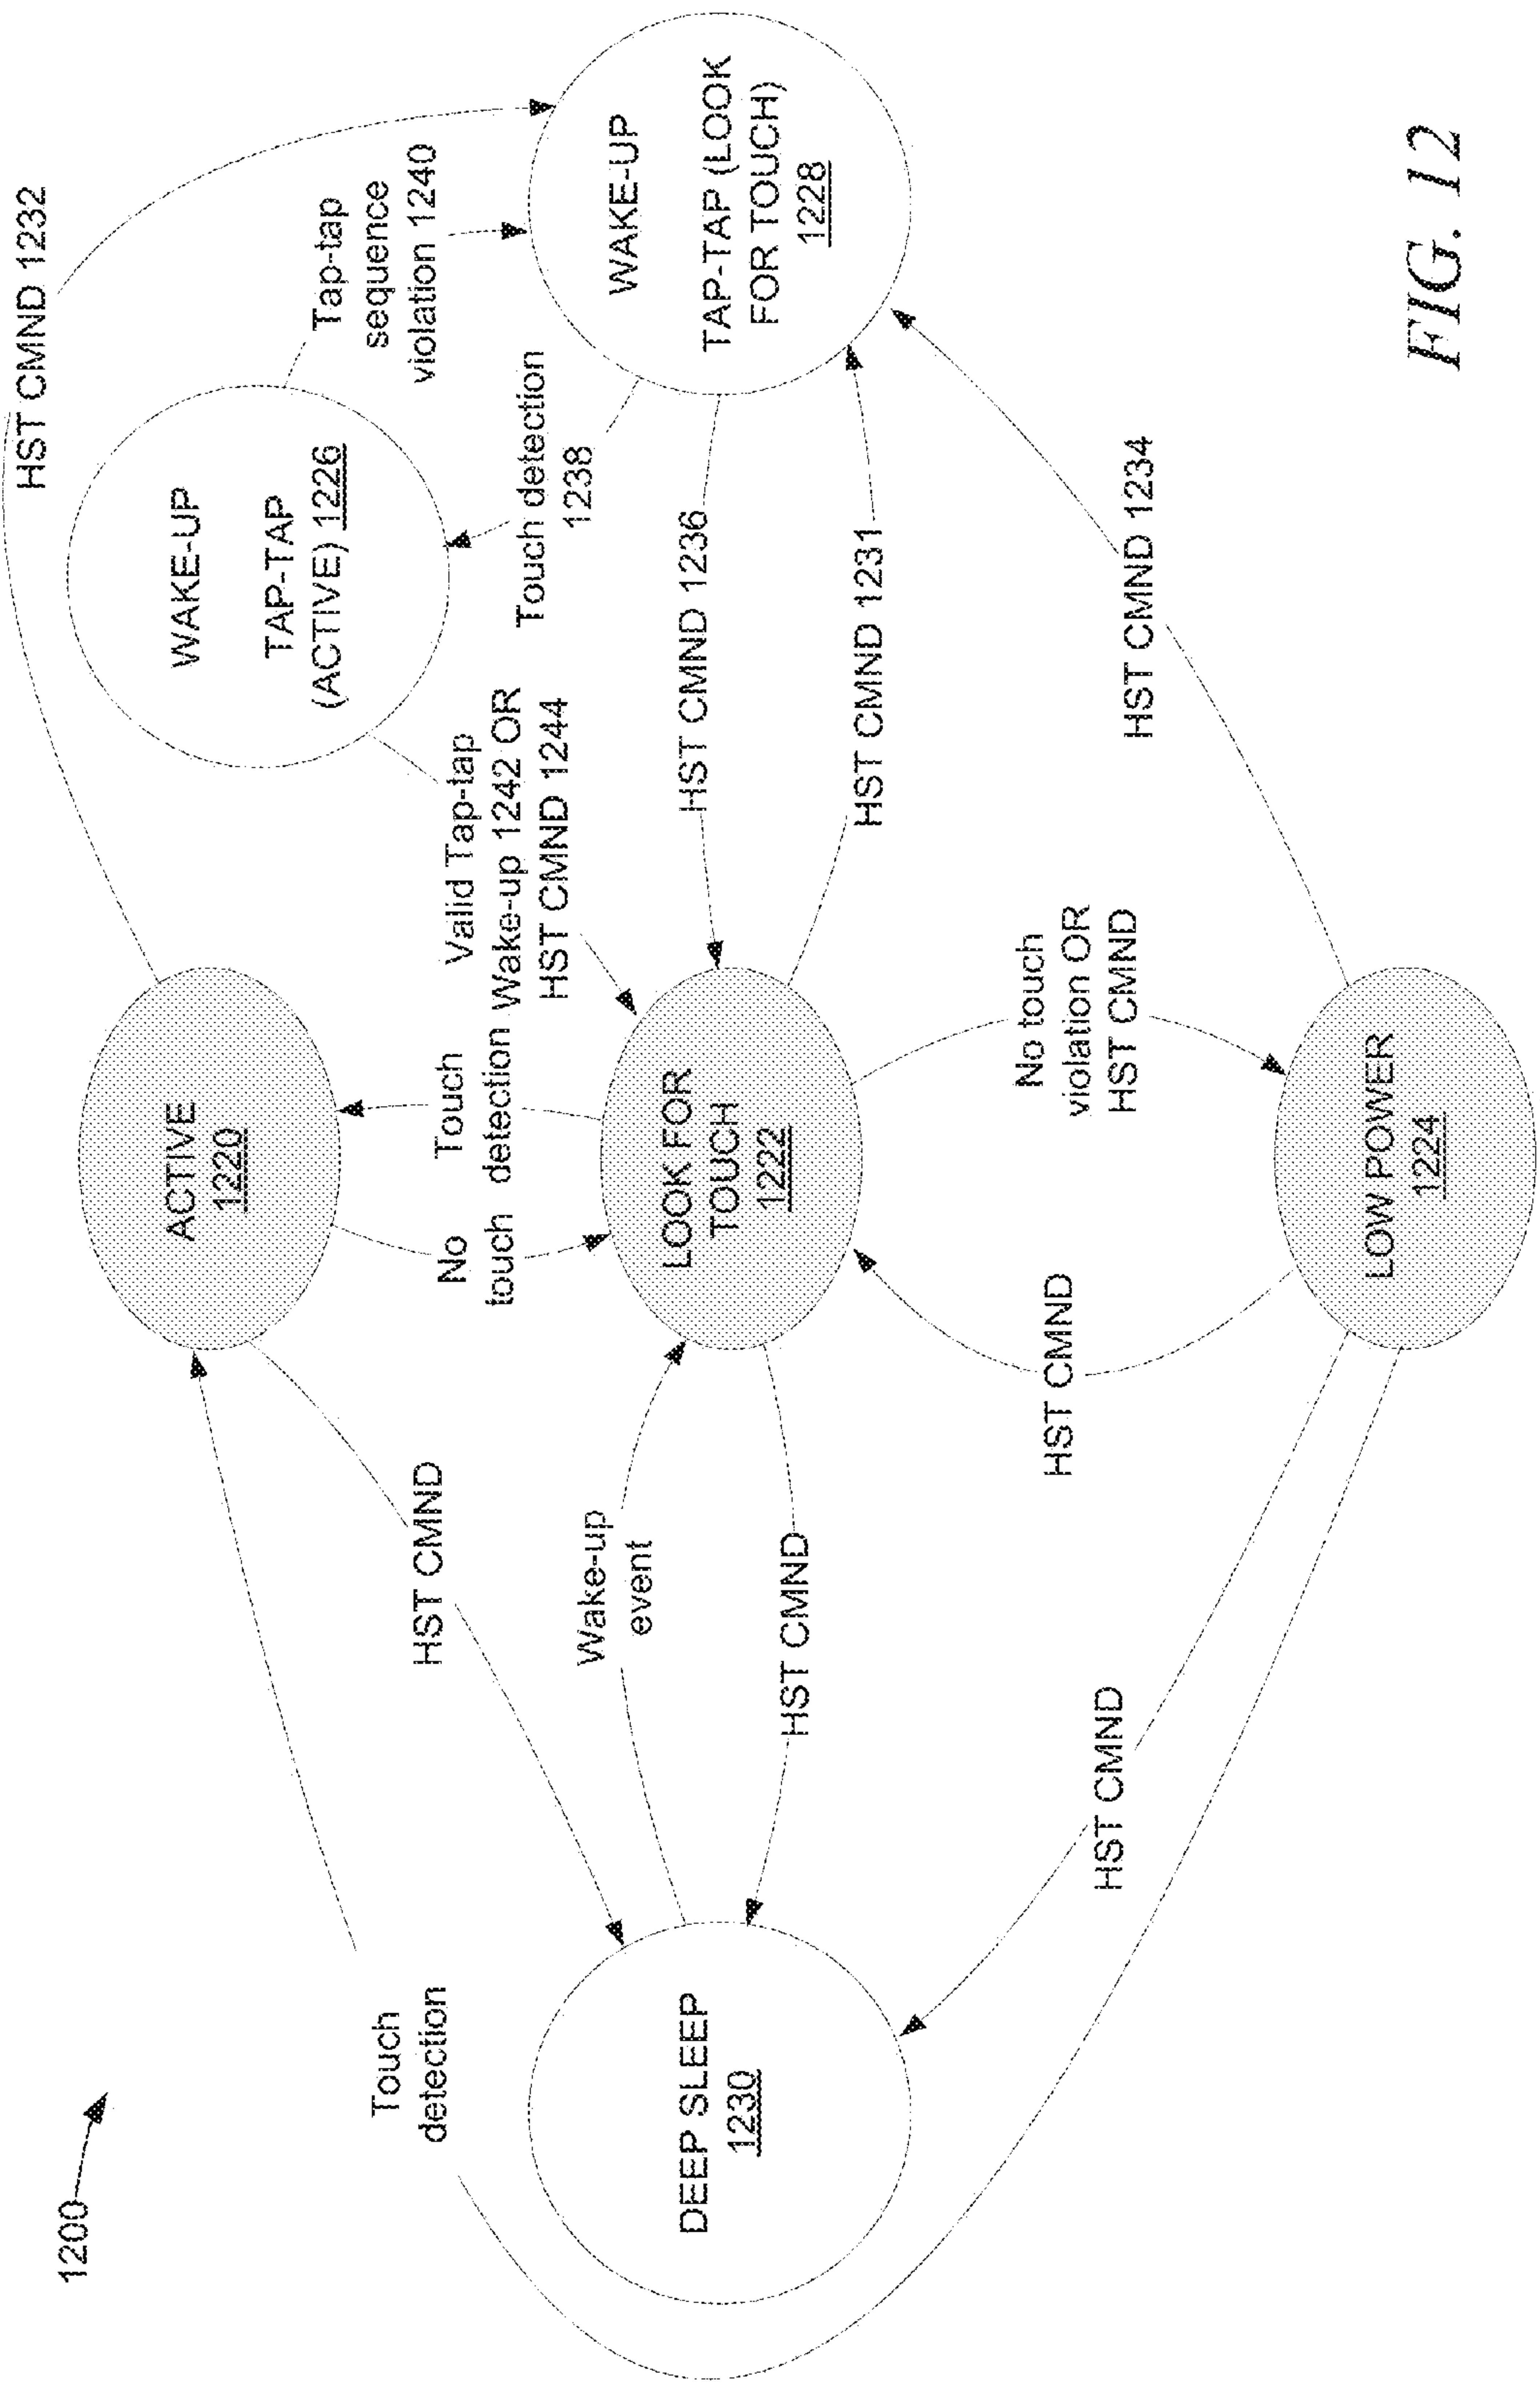 1200
HST CMND 1232
ACTIVE
1220
WAKE-UP
TAP-TAP
(ACTIVE) 1226
Tap-tap
sequence
violation 1240
Touch
detection
HST CMND
No
touch
Touch
detection
Valid Tap-tap
Wake-up 1242 OR
HST CMND 1244
Touch detection
1238
WAKE-UP
TAP-TAP (LOOK
FOR TOUCH)
1228
Wake-up
event
DEEP SLEEP
1230
LOOK FOR
TOUCH
1222
HST CMND 1236
HST CMND
HST CMND 1231
HST CMND
No touch
violation OR
HST CMND
HST CMND
HST CMND 1234
LOW POWER
1224
FIG. 12